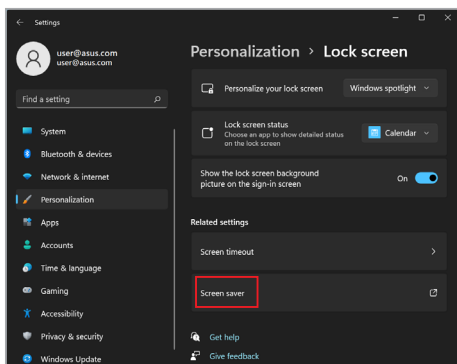 Settings
user@asus.com
user@asus.com
Find a setting
System
Bluetooth & devices
Network & internet
Personalization
Apps
Accounts
Time & language
Gaming
Accessibility
Privacy & security
Windows Update
Personalization > Lock screen
Personalize your lock screen
Windows spotlight
Lock screen status
Choose an app to show detailed status
on the lock screen
Calendar
Show the lock screen background
picture on the sign-in screen
On
Related settings
Screen timeout
Screen saver
Get help
Give feedback